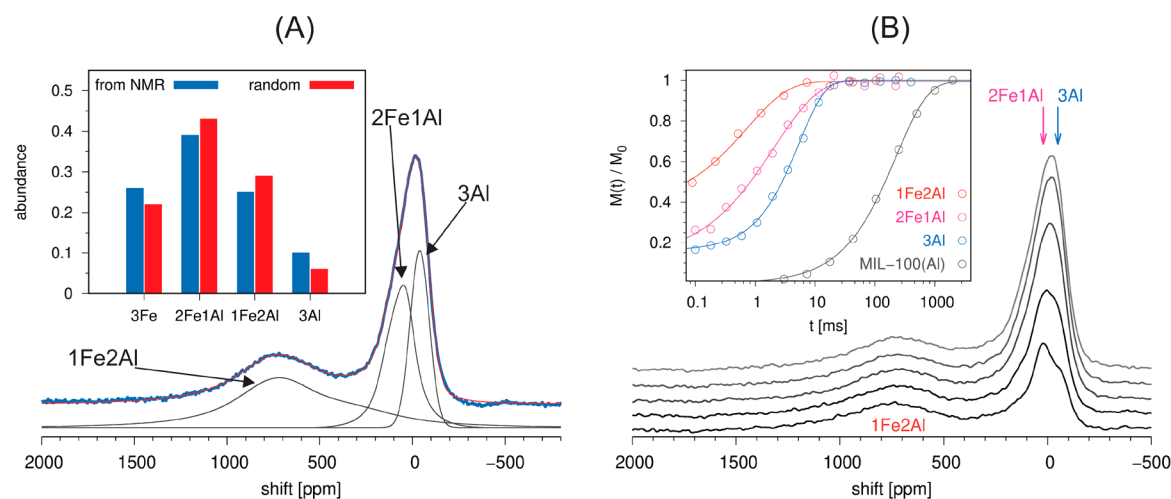 (A)
from NMR
random
0.5
0.4
0.3
0.2
0.1
0
abundance
3Fe
2Fe1Al
1Fe2Al
3Al
2Fe1Al
3Al
1Fe2Al
2000
1500
1000
500
0
−500
shift [ppm]
(B)
1
0.8
0.6
0.4
0.2
M(t) / M0
1Fe2Al
2Fe1Al
3Al
MIL−100(Al)
0.1
1
10
100
1000
t [ms]
2Fe1Al
3Al
1Fe2Al
2000
1500
1000
500
0
−500
shift [ppm]